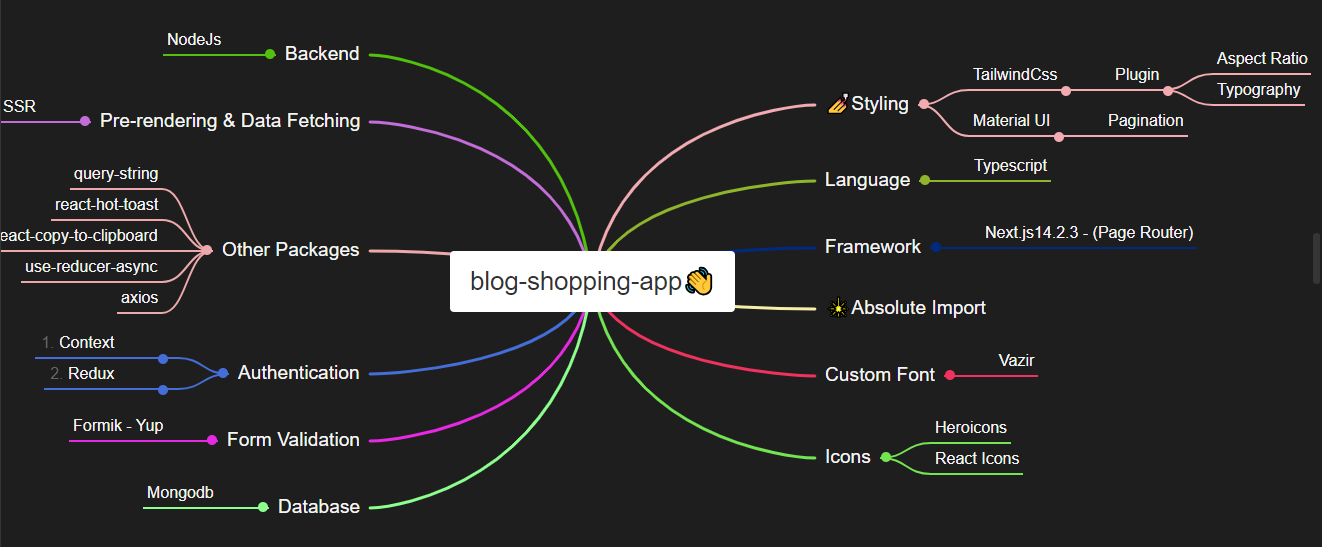 blog-shopping-app👋
Backend
NodeJs
Pre-rendering & Data Fetching
SSR
Other Packages
query-string
react-hot-toast
eact-copy-to-clipboard
use-reducer-async
axios
Authentication
1. Context
2. Redux
Form Validation
Formik - Yup
Database
Mongodb
💅Styling
TailwindCss
Plugin
Aspect Ratio
Typography
Material UI
Pagination
Language
Typescript
Framework
Next.js14.2.3 - (Page Router)
Absolute Import
Custom Font
Vazir
Icons
Heroicons
React Icons